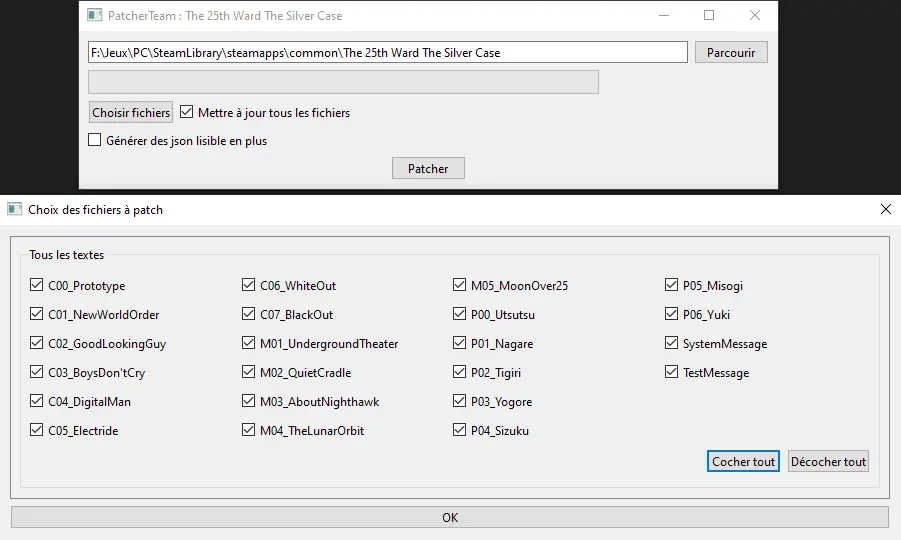 PatcherTeam : The 25th Ward The Silver Case
F:\Jeux\PC\SteamLibrary\steamapps\common\The 25th Ward The Silver Case Parcourir
Choisir fichiers Mettre à jour tous les fichiers
Générer des json lisible en plus
Patcher
Choix des fichiers à patch
Tous les textes
C00_Prototype C06_WhiteOut M05_MoonOver25 P05_Misogi
C01_NewWorldOrder C07_BlackOut P00_Utsutsu P06_Yuki
C02_GoodLookingGuy M01_UndergroundTheater P01_Nagare SystemMessage
C03_BoysDon'tCry M02_QuietCradle P02_Tigiri TestMessage
C04_DigitalMan M03_AboutNighthawk P03_Yogore
C05_Electride M04_TheLunarOrbit P04_Sizuku
Cocher tout Décocher tout
OK